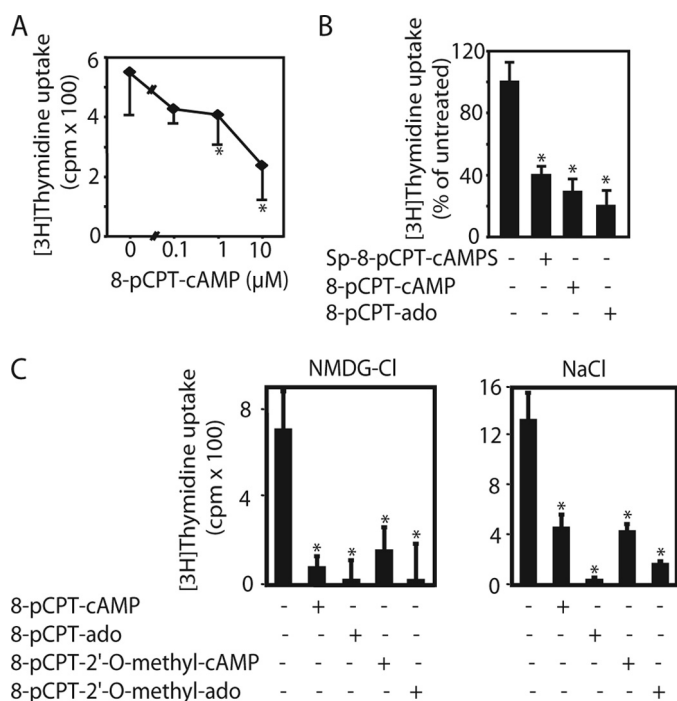 A
[3H]Thymidine uptake
(cpm x 100)
6
4
2
0
*
*
0 0.1 1 10
8-pCPT-cAMP (µM)
B
[3H]Thymidine uptake
(% of untreated)
120
80
40
20
0
* * *
Sp-8-pCPT-cAMPS - + - -
8-pCPT-cAMP - - + -
8-pCPT-ado - - - +
C
NMDG-Cl
[3H]Thymidine uptake
(cpm x 100)
8
4
0
* * * *
NaCl
16
12
8
4
0
* * * *
8-pCPT-cAMP - + - - - - + - - -
8-pCPT-ado - - + - - - - + - -
8-pCPT-2'-O-methyl-cAMP - - - + - - - - + -
8-pCPT-2'-O-methyl-ado - - - - + - - - - +